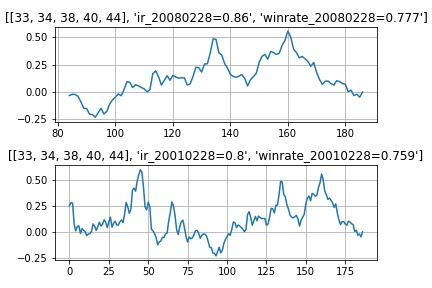 [[33, 34, 38, 40, 44], 'ir_20080228=0.86', 'winrate_20080228=0.777']
0.50
0.25
0.00
−0.25
80 100 120 140 160 180
[[33, 34, 38, 40, 44], 'ir_20010228=0.8', 'winrate_20010228=0.759']
0.50
0.25
0.00
−0.25
0 25 50 75 100 125 150 175